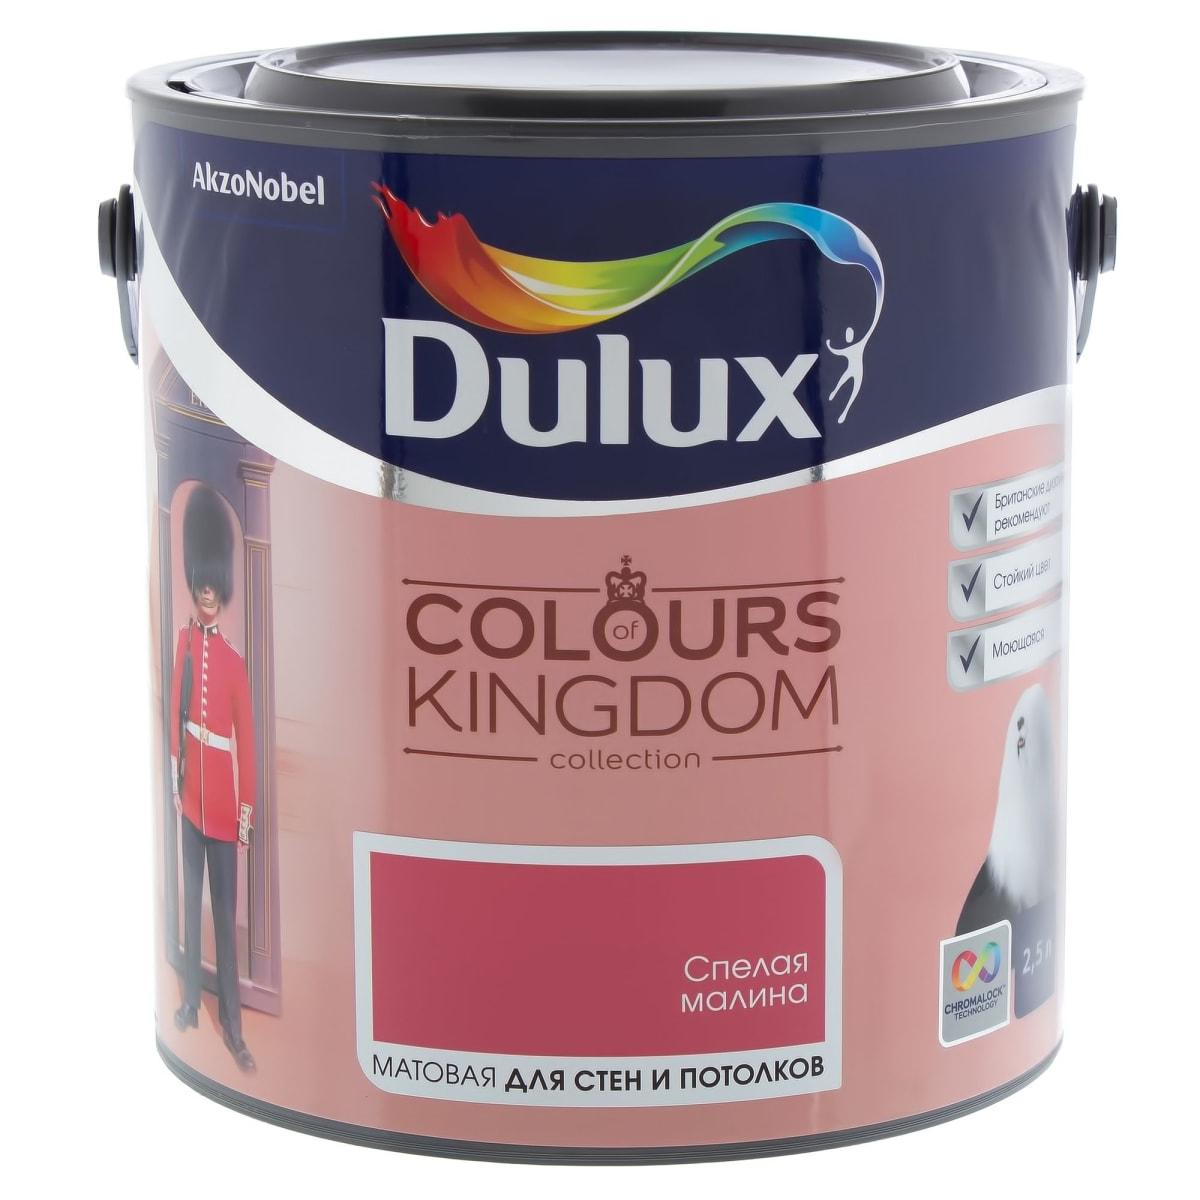 AkzoNobel
Dulux
Британские
рекомендуют
Стойкий цвет
Моющаяся
COLOURS
of
KINGDOM
collection
Спелая
малина
МАТОВАЯ ДЛЯ СТЕН И ПОТОЛКОВ
CHROMALOCK™
TECHNOLOGY
2,5 л